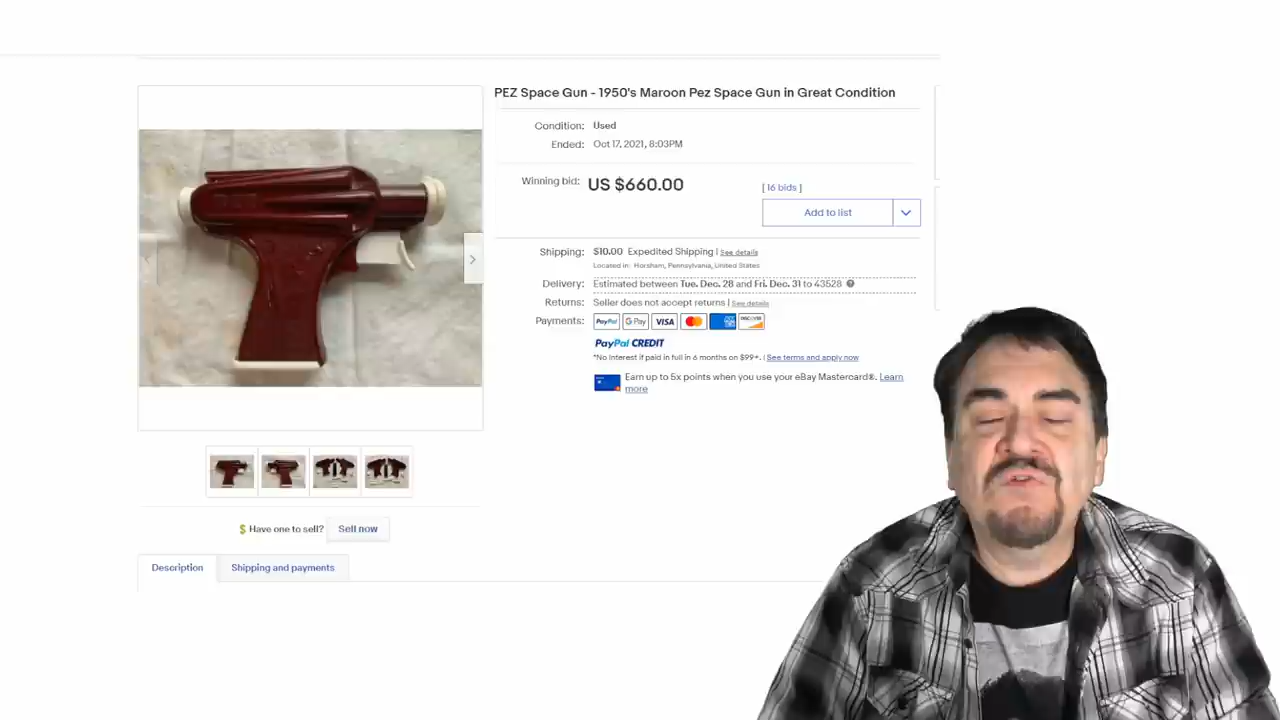 PEZ Space Gun - 1950's Maroon Pez Space Gun in Great Condition
Condition: Used
Ended: Oct 17, 2021, 8:03PM
Winning bid: US $660.00
[ 16 bids ]
Add to list
Shipping: $10.00 Expedited Shipping | See details
Located in: Horsham, Pennsylvania, United States
Delivery: Estimated between Tue. Dec. 28 and Fri. Dec. 31 to 43528
Returns: Seller does not accept returns | See details
Payments: PayPal G Pay VISA DISCOVER
PayPal CREDIT
*No Interest if paid in full in 6 months on $99+. | See terms and apply now
Earn up to 5x points when you use your eBay Mastercard®. Learn
more
$ Have one to sell? Sell now
Description Shipping and payments